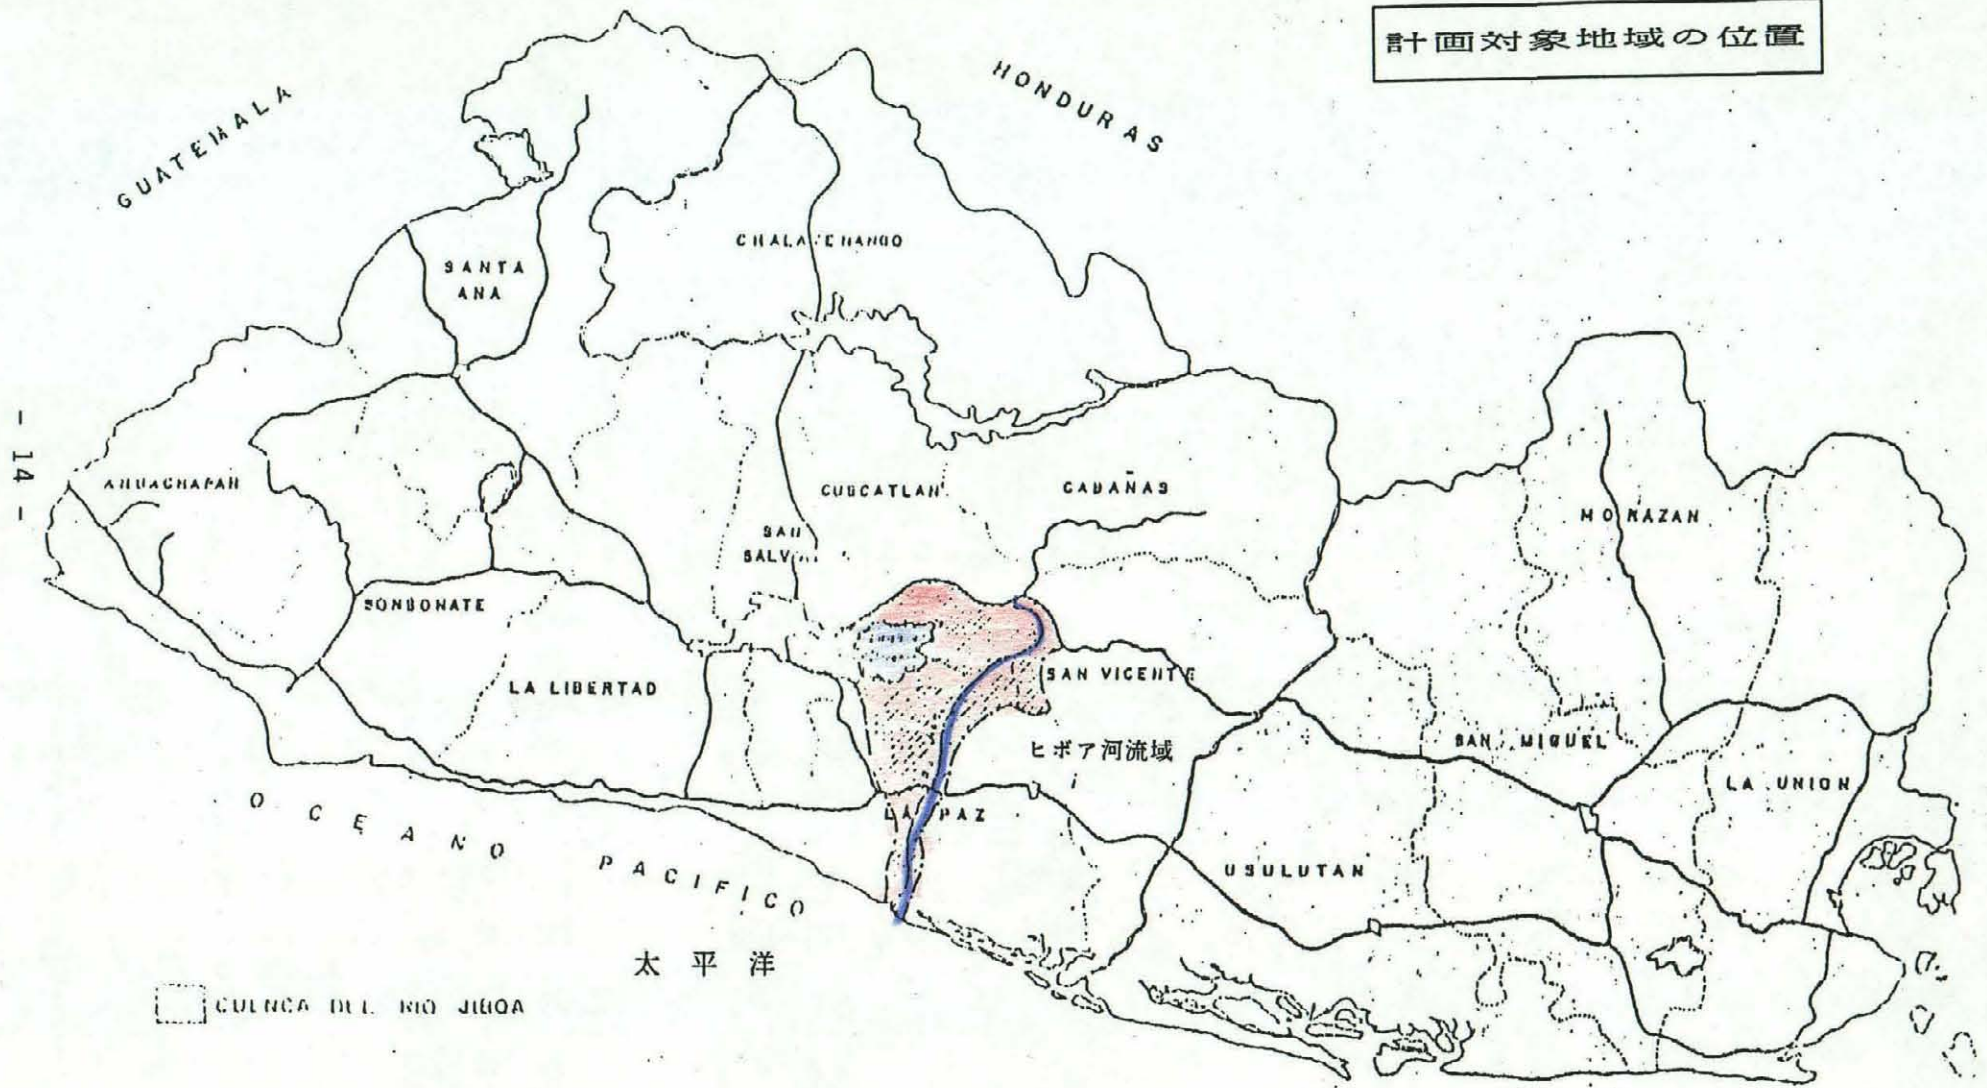 計画対象地域の位置
HONDURAS
GUATEMALA
CHALATENANGO
SANTA
ANA
- 14 -
AHUACHAPAN
CUSCATLAN
CABAÑAS
MORAZAN
SAN
SONSONATE
LA LIBERTAD
SAN VICENTE
ヒボア河流域
SAN MIGUEL
LA UNION
LA PAZ
USULUTAN
OCEANO PACIFICO
太平洋
CUENCA DEL RIO JIBOA